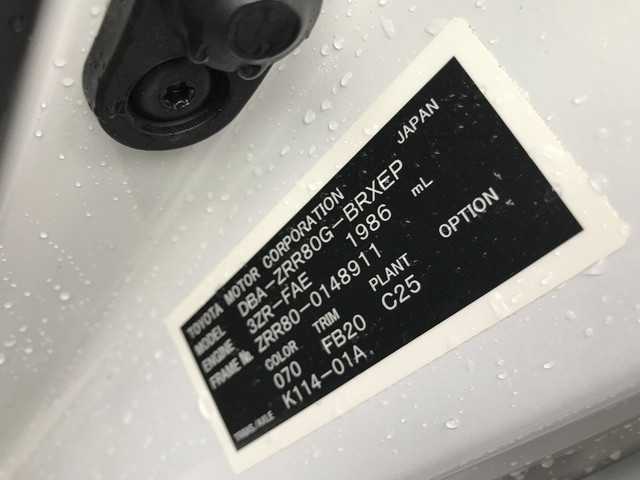 TOYOTA MOTOR CORPORATION JAPAN
MODEL DBA-ZRR80G-BRXEP
ENGINE 3ZR-FAE 1986 mL
FRAME No. ZRR80-0148911
COLOR TRIM PLANT OPTION
070 FB20 C25
TRANS./AXLE K114-01A